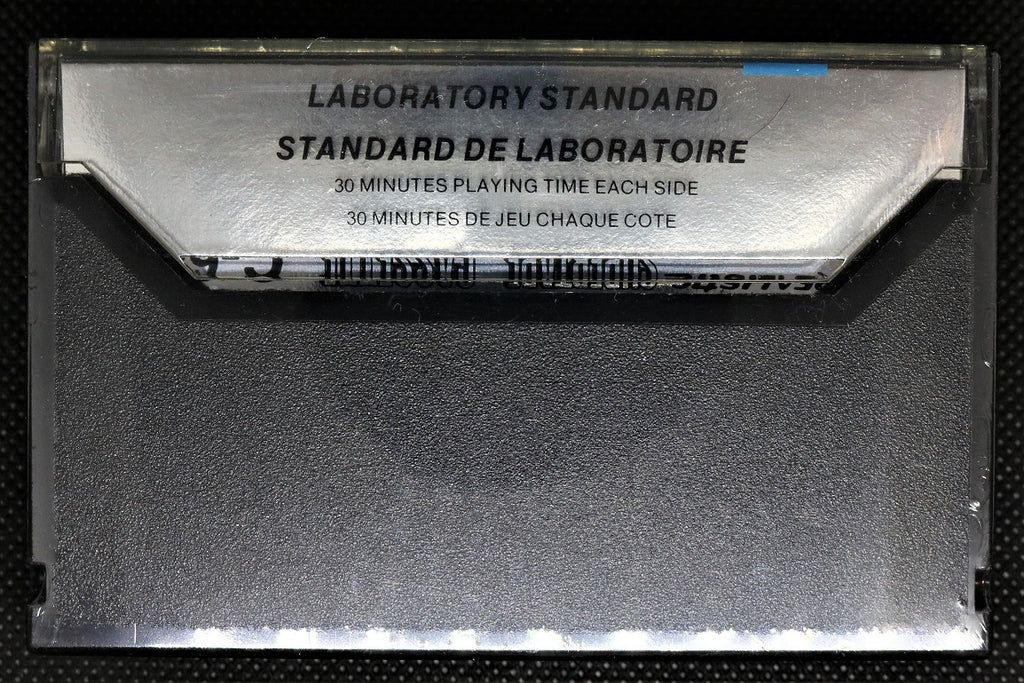 LABORATORY STANDARD
STANDARD DE LABORATOIRE
30 MINUTES PLAYING TIME EACH SIDE
30 MINUTES DE JEU CHAQUE COTE